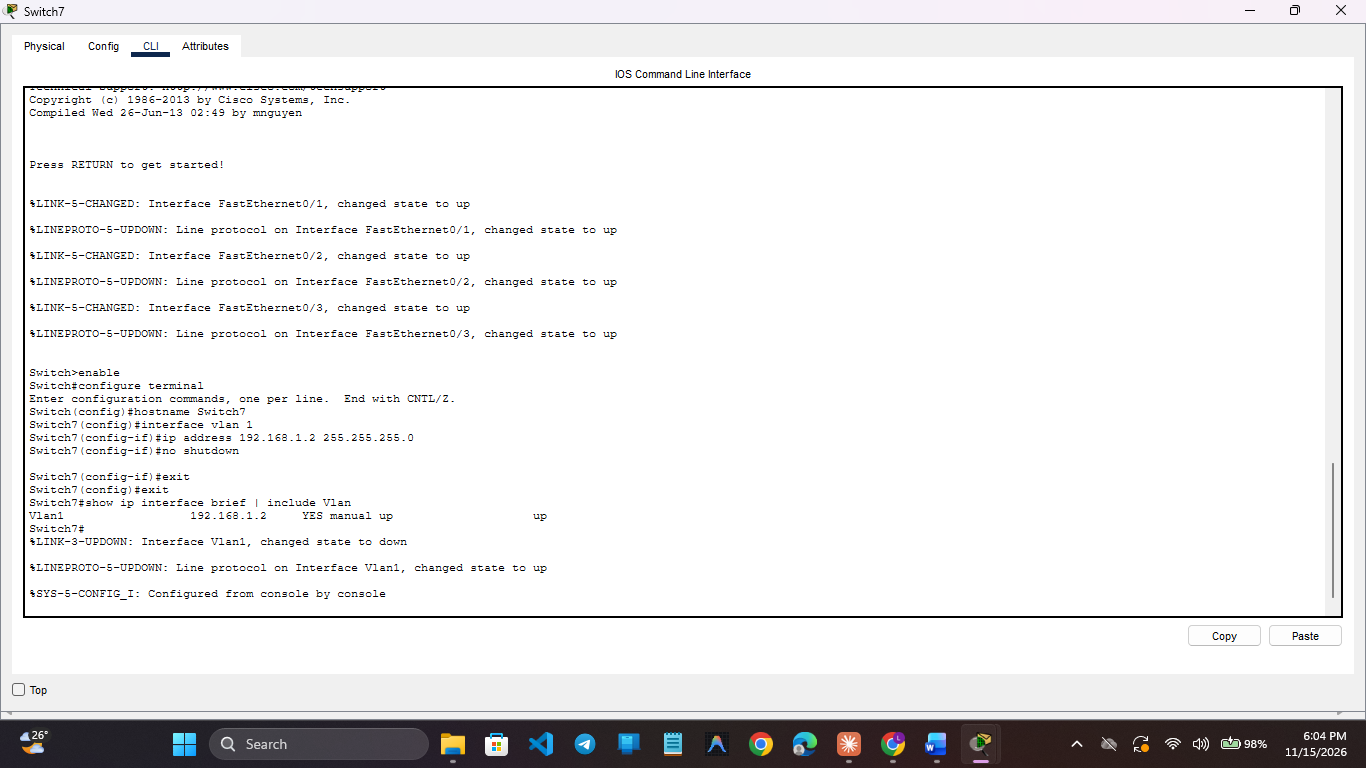 Switch7
Physical Config CLI Attributes
IOS Command Line Interface
Technical Support: http://www.cisco.com/techsupport
Copyright (c) 1986-2013 by Cisco Systems, Inc.
Compiled Wed 26-Jun-13 02:49 by mnguyen
Press RETURN to get started!
%LINK-5-CHANGED: Interface FastEthernet0/1, changed state to up
%LINEPROTO-5-UPDOWN: Line protocol on Interface FastEthernet0/1, changed state to up
%LINK-5-CHANGED: Interface FastEthernet0/2, changed state to up
%LINEPROTO-5-UPDOWN: Line protocol on Interface FastEthernet0/2, changed state to up
%LINK-5-CHANGED: Interface FastEthernet0/3, changed state to up
%LINEPROTO-5-UPDOWN: Line protocol on Interface FastEthernet0/3, changed state to up
Switch>enable
Switch#configure terminal
Enter configuration commands, one per line.  End with CNTL/Z.
Switch(config)#hostname Switch7
Switch7(config)#interface vlan 1
Switch7(config-if)#ip address 192.168.1.2 255.255.255.0
Switch7(config-if)#no shutdown
Switch7(config-if)#exit
Switch7(config)#exit
Switch7#show ip interface brief | include Vlan
Vlan1                  192.168.1.2     YES manual up                    up
Switch7#
%LINK-3-UPDOWN: Interface Vlan1, changed state to down
%LINEPROTO-5-UPDOWN: Line protocol on Interface Vlan1, changed state to up
%SYS-5-CONFIG_I: Configured from console by console
Copy Paste
Top
26°
Search
98%
6:04 PM
11/15/2026